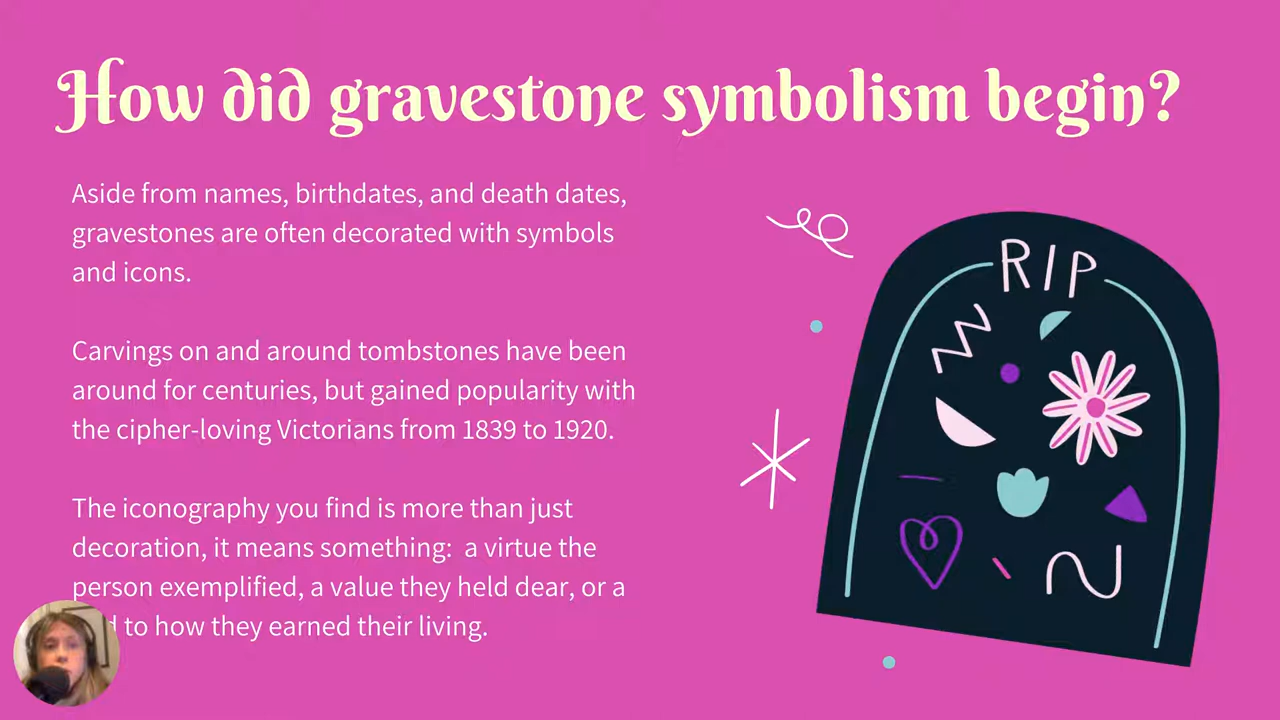 How did gravestone symbolism begin?
Aside from names, birthdates, and death dates,
gravestones are often decorated with symbols
and icons.
Carvings on and around tombstones have been
around for centuries, but gained popularity with
the cipher-loving Victorians from 1839 to 1920.
The iconography you find is more than just
decoration, it means something:  a virtue the
person exemplified, a value they held dear, or a
to how they earned their living.
RIP